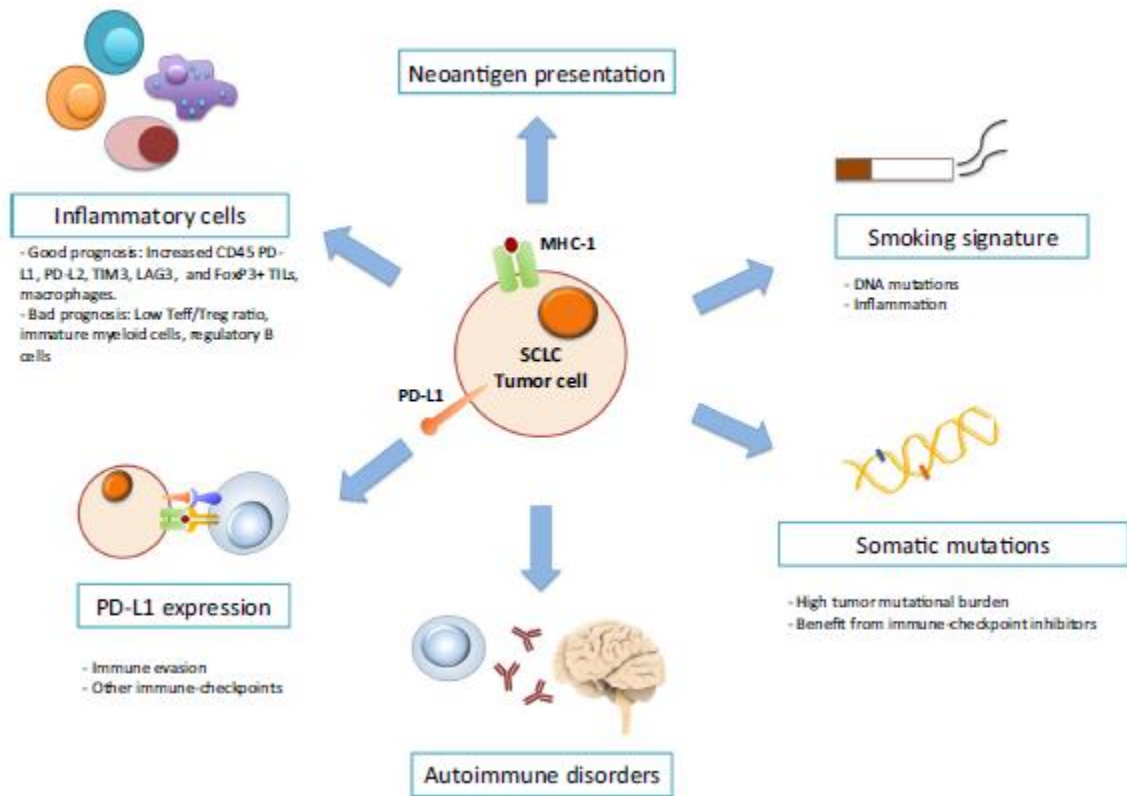 Neoantigen presentation
Inflammatory cells
- Good prognosis: Increased CD45 PD-
L1, PD-L2, TIM3, LAG3, and FoxP3+ TILs,
macrophages.
- Bad prognosis: Low Teff/Treg ratio,
immature myeloid cells, regulatory B
cells
MHC-1
Smoking signature
- DNA mutations
- Inflammation
SCLC
Tumor cell
PD-L1
Somatic mutations
- High tumor mutational burden
- Benefit from immune-checkpoint inhibitors
PD-L1 expression
- Immune evasion
- Other immune-checkpoints
Autoimmune disorders